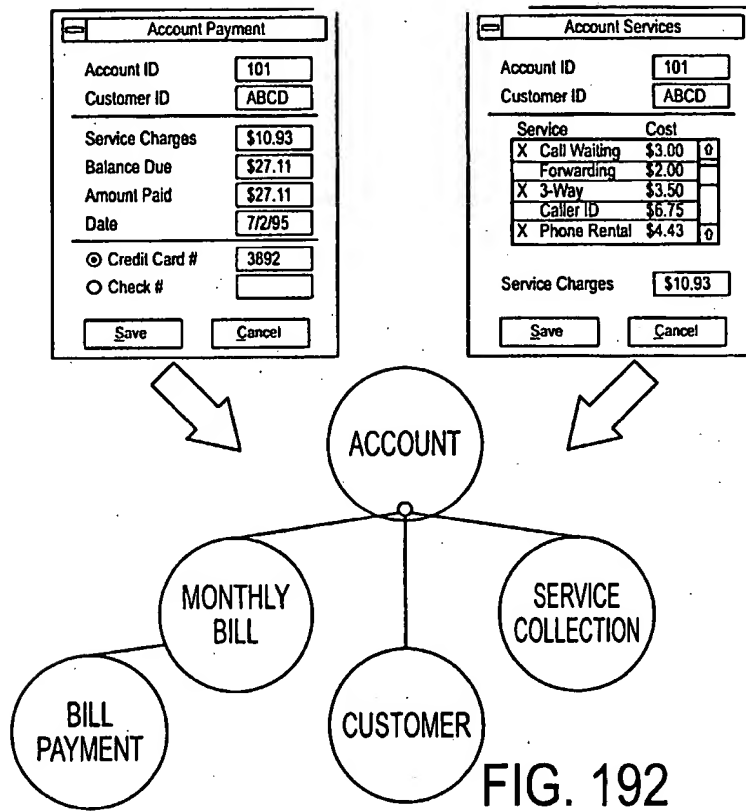 Account Payment
Account ID 101
Customer ID ABCD
Service Charges $10.93
Balance Due $27.11
Amount Paid $27.11
Date 7/2/95
Credit Card # 3892
Check #
Save Cancel
Account Services
Account ID 101
Customer ID ABCD
Service Cost
X Call Waiting $3.00
Forwarding $2.00
X 3-Way $3.50
Caller ID $6.75
X Phone Rental $4.43
Service Charges $10.93
Save Cancel
ACCOUNT
MONTHLY
BILL
SERVICE
COLLECTION
BILL
PAYMENT
CUSTOMER
FIG. 192